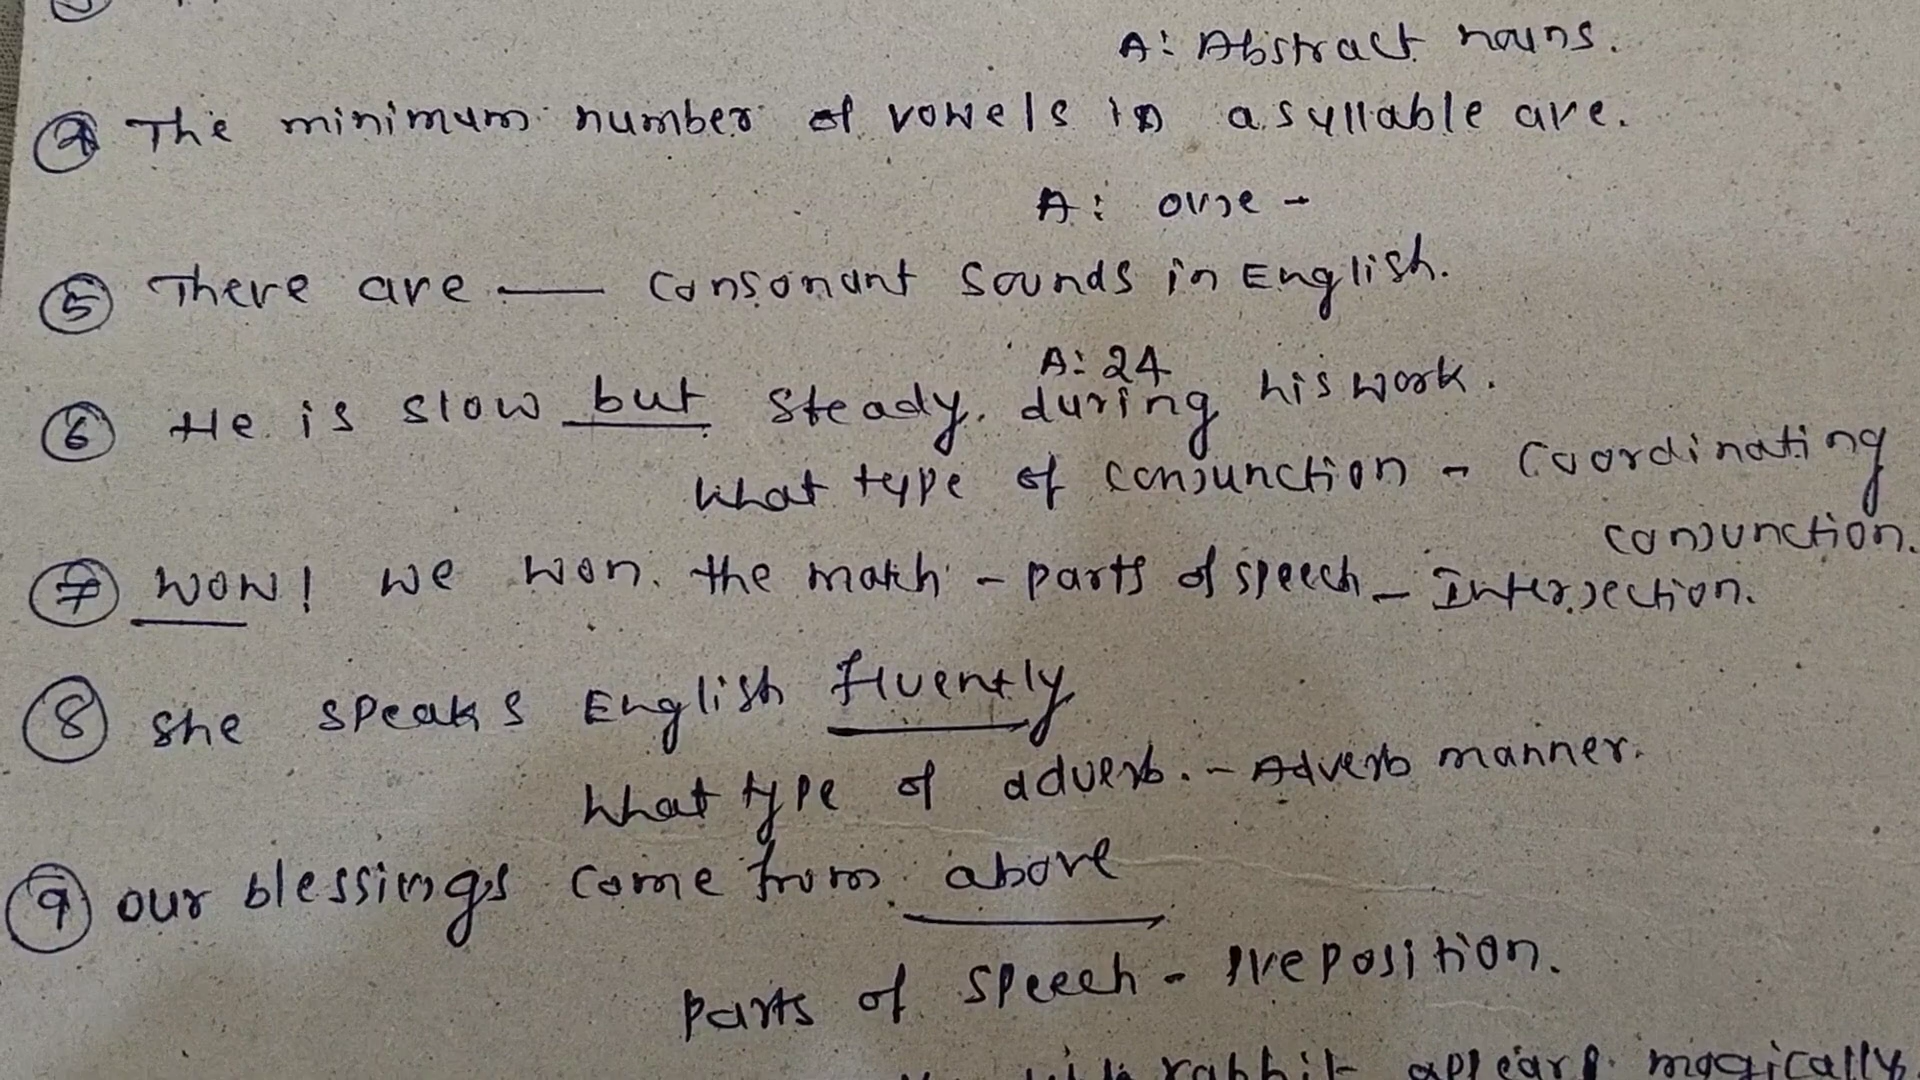 A: Abstract nouns.
④ The minimum number of vowels in a syllable are.
A: one -
⑤ There are —— consonant sounds in English.
A: 24
⑥ He is slow but steady. during his work.
What type of conjunction - Coordinating
conjunction.
⑦ WOW! we won. the match - parts of speech - Interjection.
⑧ She speaks English fluently
What type of adverb. - Adverb manner.
⑨ our blessings come from above
parts of speech - preposition.
rabbit appears magically